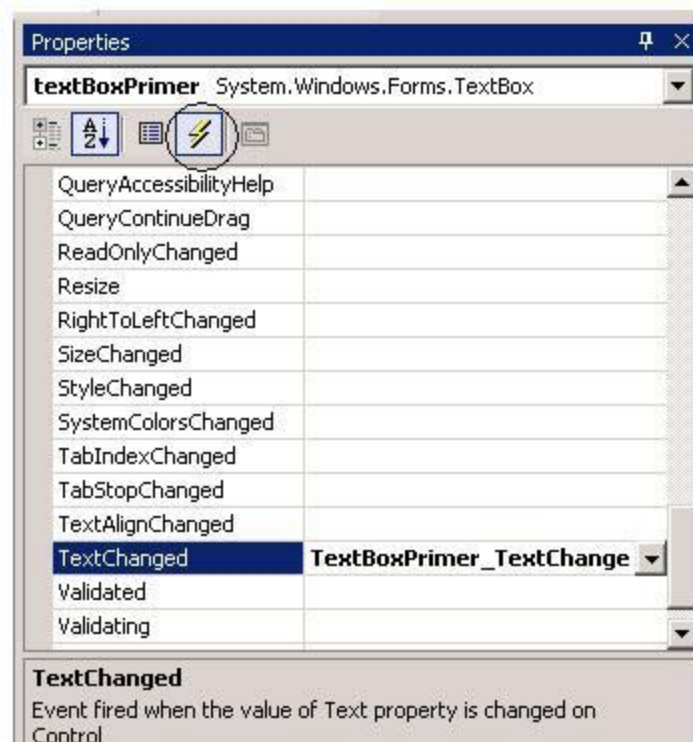 Properties
textBoxPrimer System.Windows.Forms.TextBox
QueryAccessibilityHelp
QueryContinueDrag
ReadOnlyChanged
Resize
RightToLeftChanged
SizeChanged
StyleChanged
SystemColorsChanged
TabIndexChanged
TabStopChanged
TextAlignChanged
TextChanged TextBoxPrimer_TextChange
Validated
Validating
TextChanged
Event fired when the value of Text property is changed on
Control